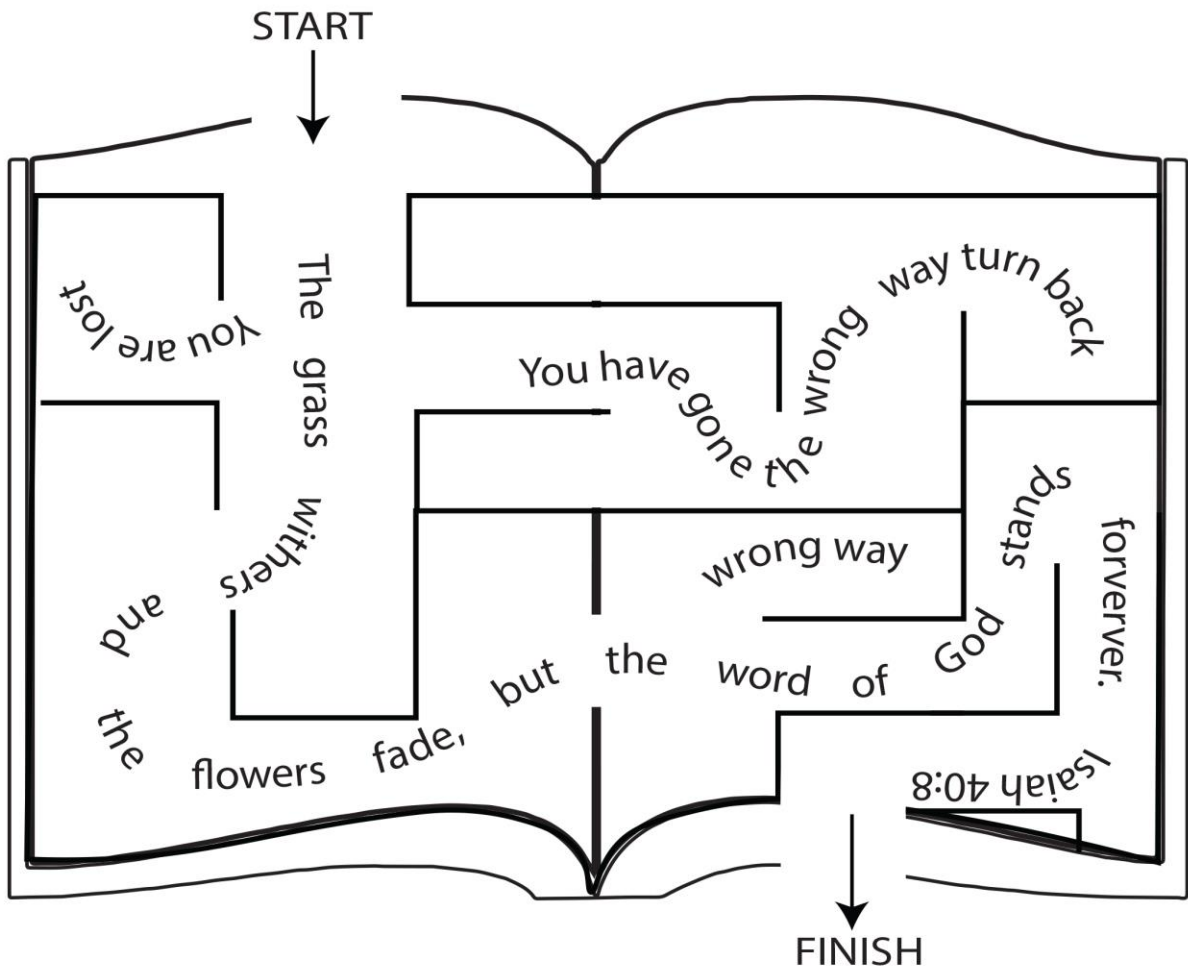 START
You are lost
The grass withers and the flowers fade, but the word of God stands forverver.
Isaiah 40:8
You have gone the wrong way turn back
wrong way
FINISH